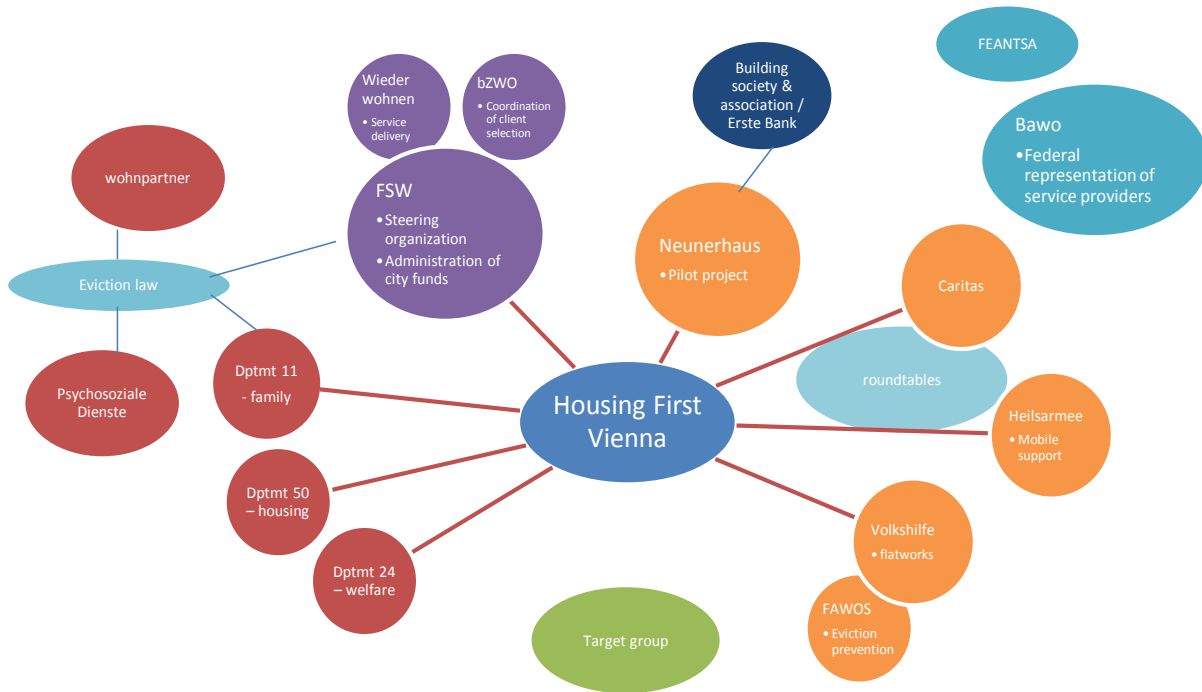 FEANTSA
Wieder
wohnen
• Service
delivery
bZWO
• Coordination
of client
selection
Building
society &
association /
Erste Bank
Bawo
•Federal
representation of
service providers
wohnpartner
FSW
•Steering
organization
•Administration of
city funds
Neunerhaus
• Pilot project
Eviction law
Caritas
Psychosoziale
Dienste
Dptmt 11
- family
Housing First
Vienna
roundtables
Heilsarmee
• Mobile
support
Dptmt 50
– housing
Dptmt 24
– welfare
Volkshilfe
• flatworks
FAWOS
• Eviction
prevention
Target group